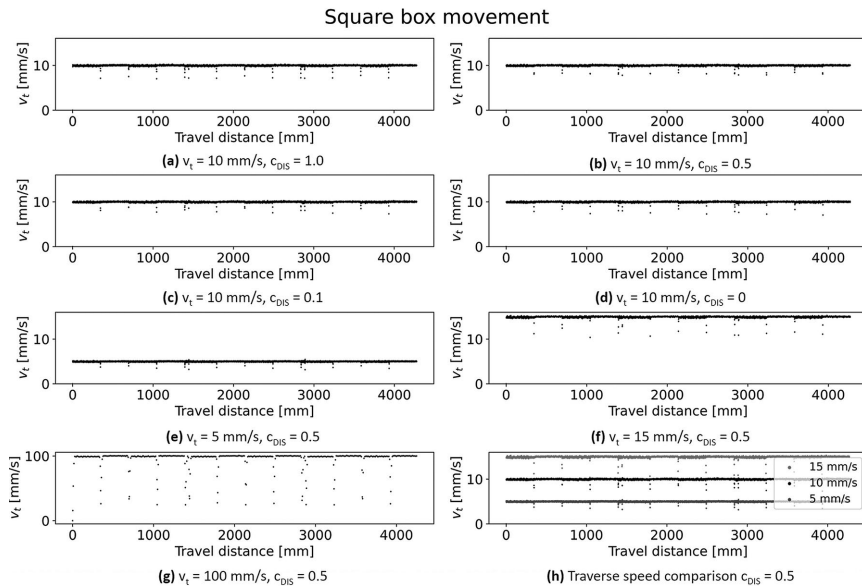 Square box movement
v_t [mm/s]
10
0
0 1000 2000 3000 4000
Travel distance [mm]
(a) v_t = 10 mm/s, c_DIS = 1.0
v_t [mm/s]
10
0
0 1000 2000 3000 4000
Travel distance [mm]
(b) v_t = 10 mm/s, c_DIS = 0.5
v_t [mm/s]
10
0
0 1000 2000 3000 4000
Travel distance [mm]
(c) v_t = 10 mm/s, c_DIS = 0.1
v_t [mm/s]
10
0
0 1000 2000 3000 4000
Travel distance [mm]
(d) v_t = 10 mm/s, c_DIS = 0
v_t [mm/s]
10
0
0 1000 2000 3000 4000
Travel distance [mm]
(e) v_t = 5 mm/s, c_DIS = 0.5
v_t [mm/s]
10
0
0 1000 2000 3000 4000
Travel distance [mm]
(f) v_t = 15 mm/s, c_DIS = 0.5
v_t [mm/s]
100
0
0 1000 2000 3000 4000
Travel distance [mm]
(g) v_t = 100 mm/s, c_DIS = 0.5
v_t [mm/s]
10
0
15 mm/s
10 mm/s
5 mm/s
0 1000 2000 3000 4000
Travel distance [mm]
(h) Traverse speed comparison c_DIS = 0.5